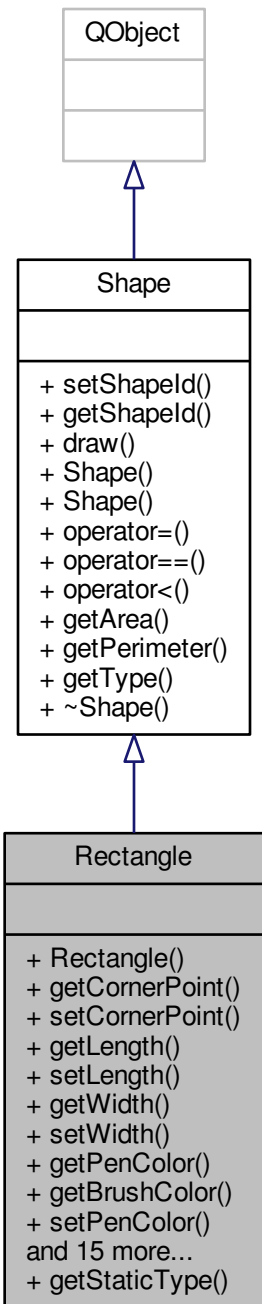 QObject
Shape
+ setShapeId()
+ getShapeId()
+ draw()
+ Shape()
+ Shape()
+ operator=()
+ operator==()
+ operator<()
+ getArea()
+ getPerimeter()
+ getType()
+ ~Shape()
Rectangle
+ Rectangle()
+ getCornerPoint()
+ setCornerPoint()
+ getLength()
+ setLength()
+ getWidth()
+ setWidth()
+ getPenColor()
+ getBrushColor()
+ setPenColor()
and 15 more...
+ getStaticType()